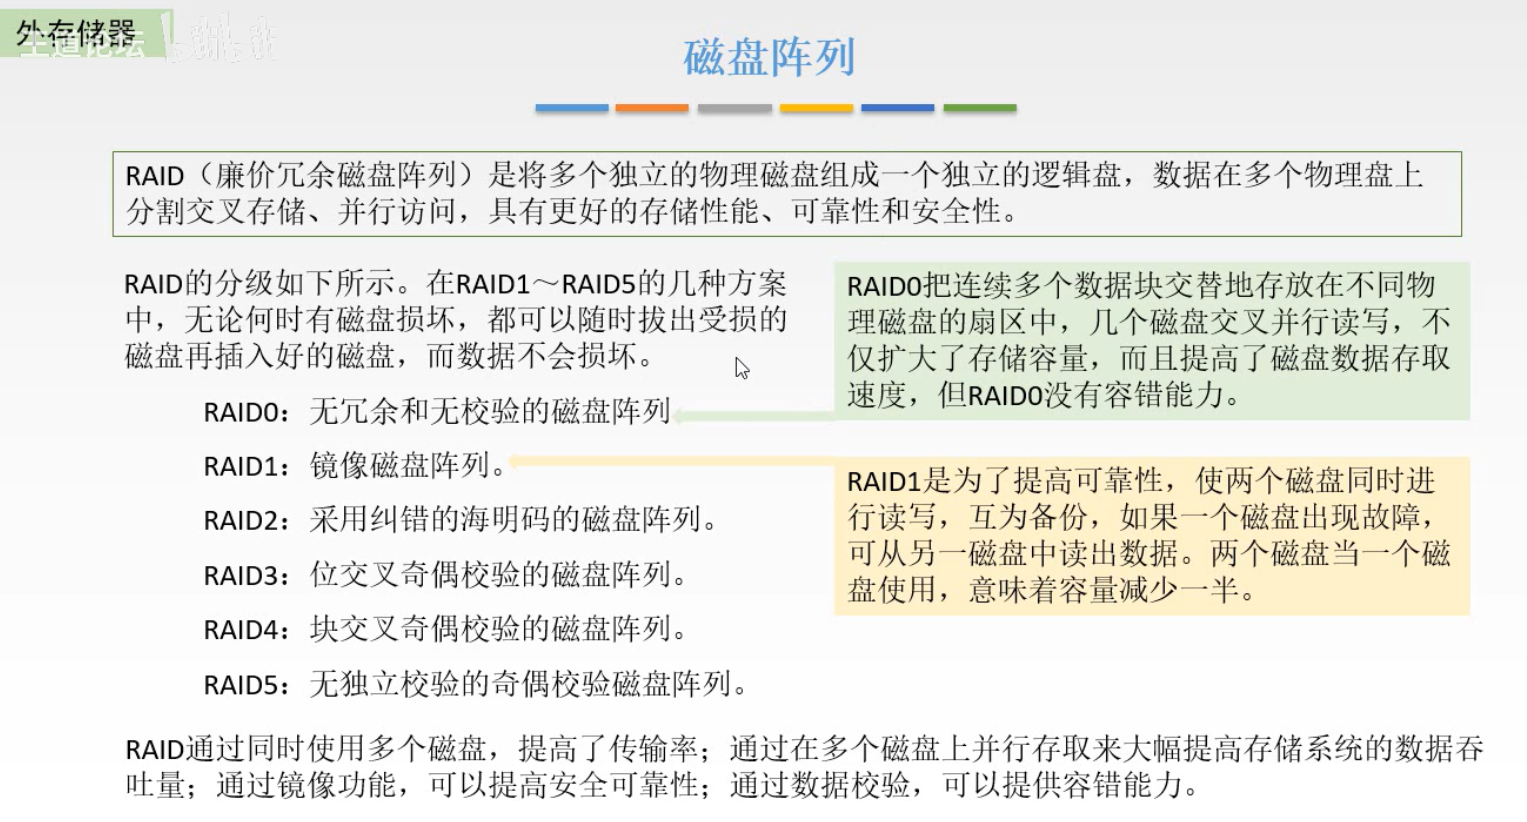 外存储器
王道论坛
bilibili
磁盘阵列
RAID（廉价冗余磁盘阵列）是将多个独立的物理磁盘组成一个独立的逻辑盘，数据在多个物理盘上
分割交叉存储、并行访问，具有更好的存储性能、可靠性和安全性。
RAID的分级如下所示。在RAID1～RAID5的几种方案
中，无论何时有磁盘损坏，都可以随时拔出受损的
磁盘再插入好的磁盘，而数据不会损坏。
RAID0：无冗余和无校验的磁盘阵列
RAID1：镜像磁盘阵列。
RAID2：采用纠错的海明码的磁盘阵列。
RAID3：位交叉奇偶校验的磁盘阵列。
RAID4：块交叉奇偶校验的磁盘阵列。
RAID5：无独立校验的奇偶校验磁盘阵列。
RAID0把连续多个数据块交替地存放在不同物
理磁盘的扇区中，几个磁盘交叉并行读写，不
仅扩大了存储容量，而且提高了磁盘数据存取
速度，但RAID0没有容错能力。
RAID1是为了提高可靠性，使两个磁盘同时进
行读写，互为备份，如果一个磁盘出现故障，
可从另一磁盘中读出数据。两个磁盘当一个磁
盘使用，意味着容量减少一半。
RAID通过同时使用多个磁盘，提高了传输率；通过在多个磁盘上并行存取来大幅提高存储系统的数据吞
吐量；通过镜像功能，可以提高安全可靠性；通过数据校验，可以提供容错能力。